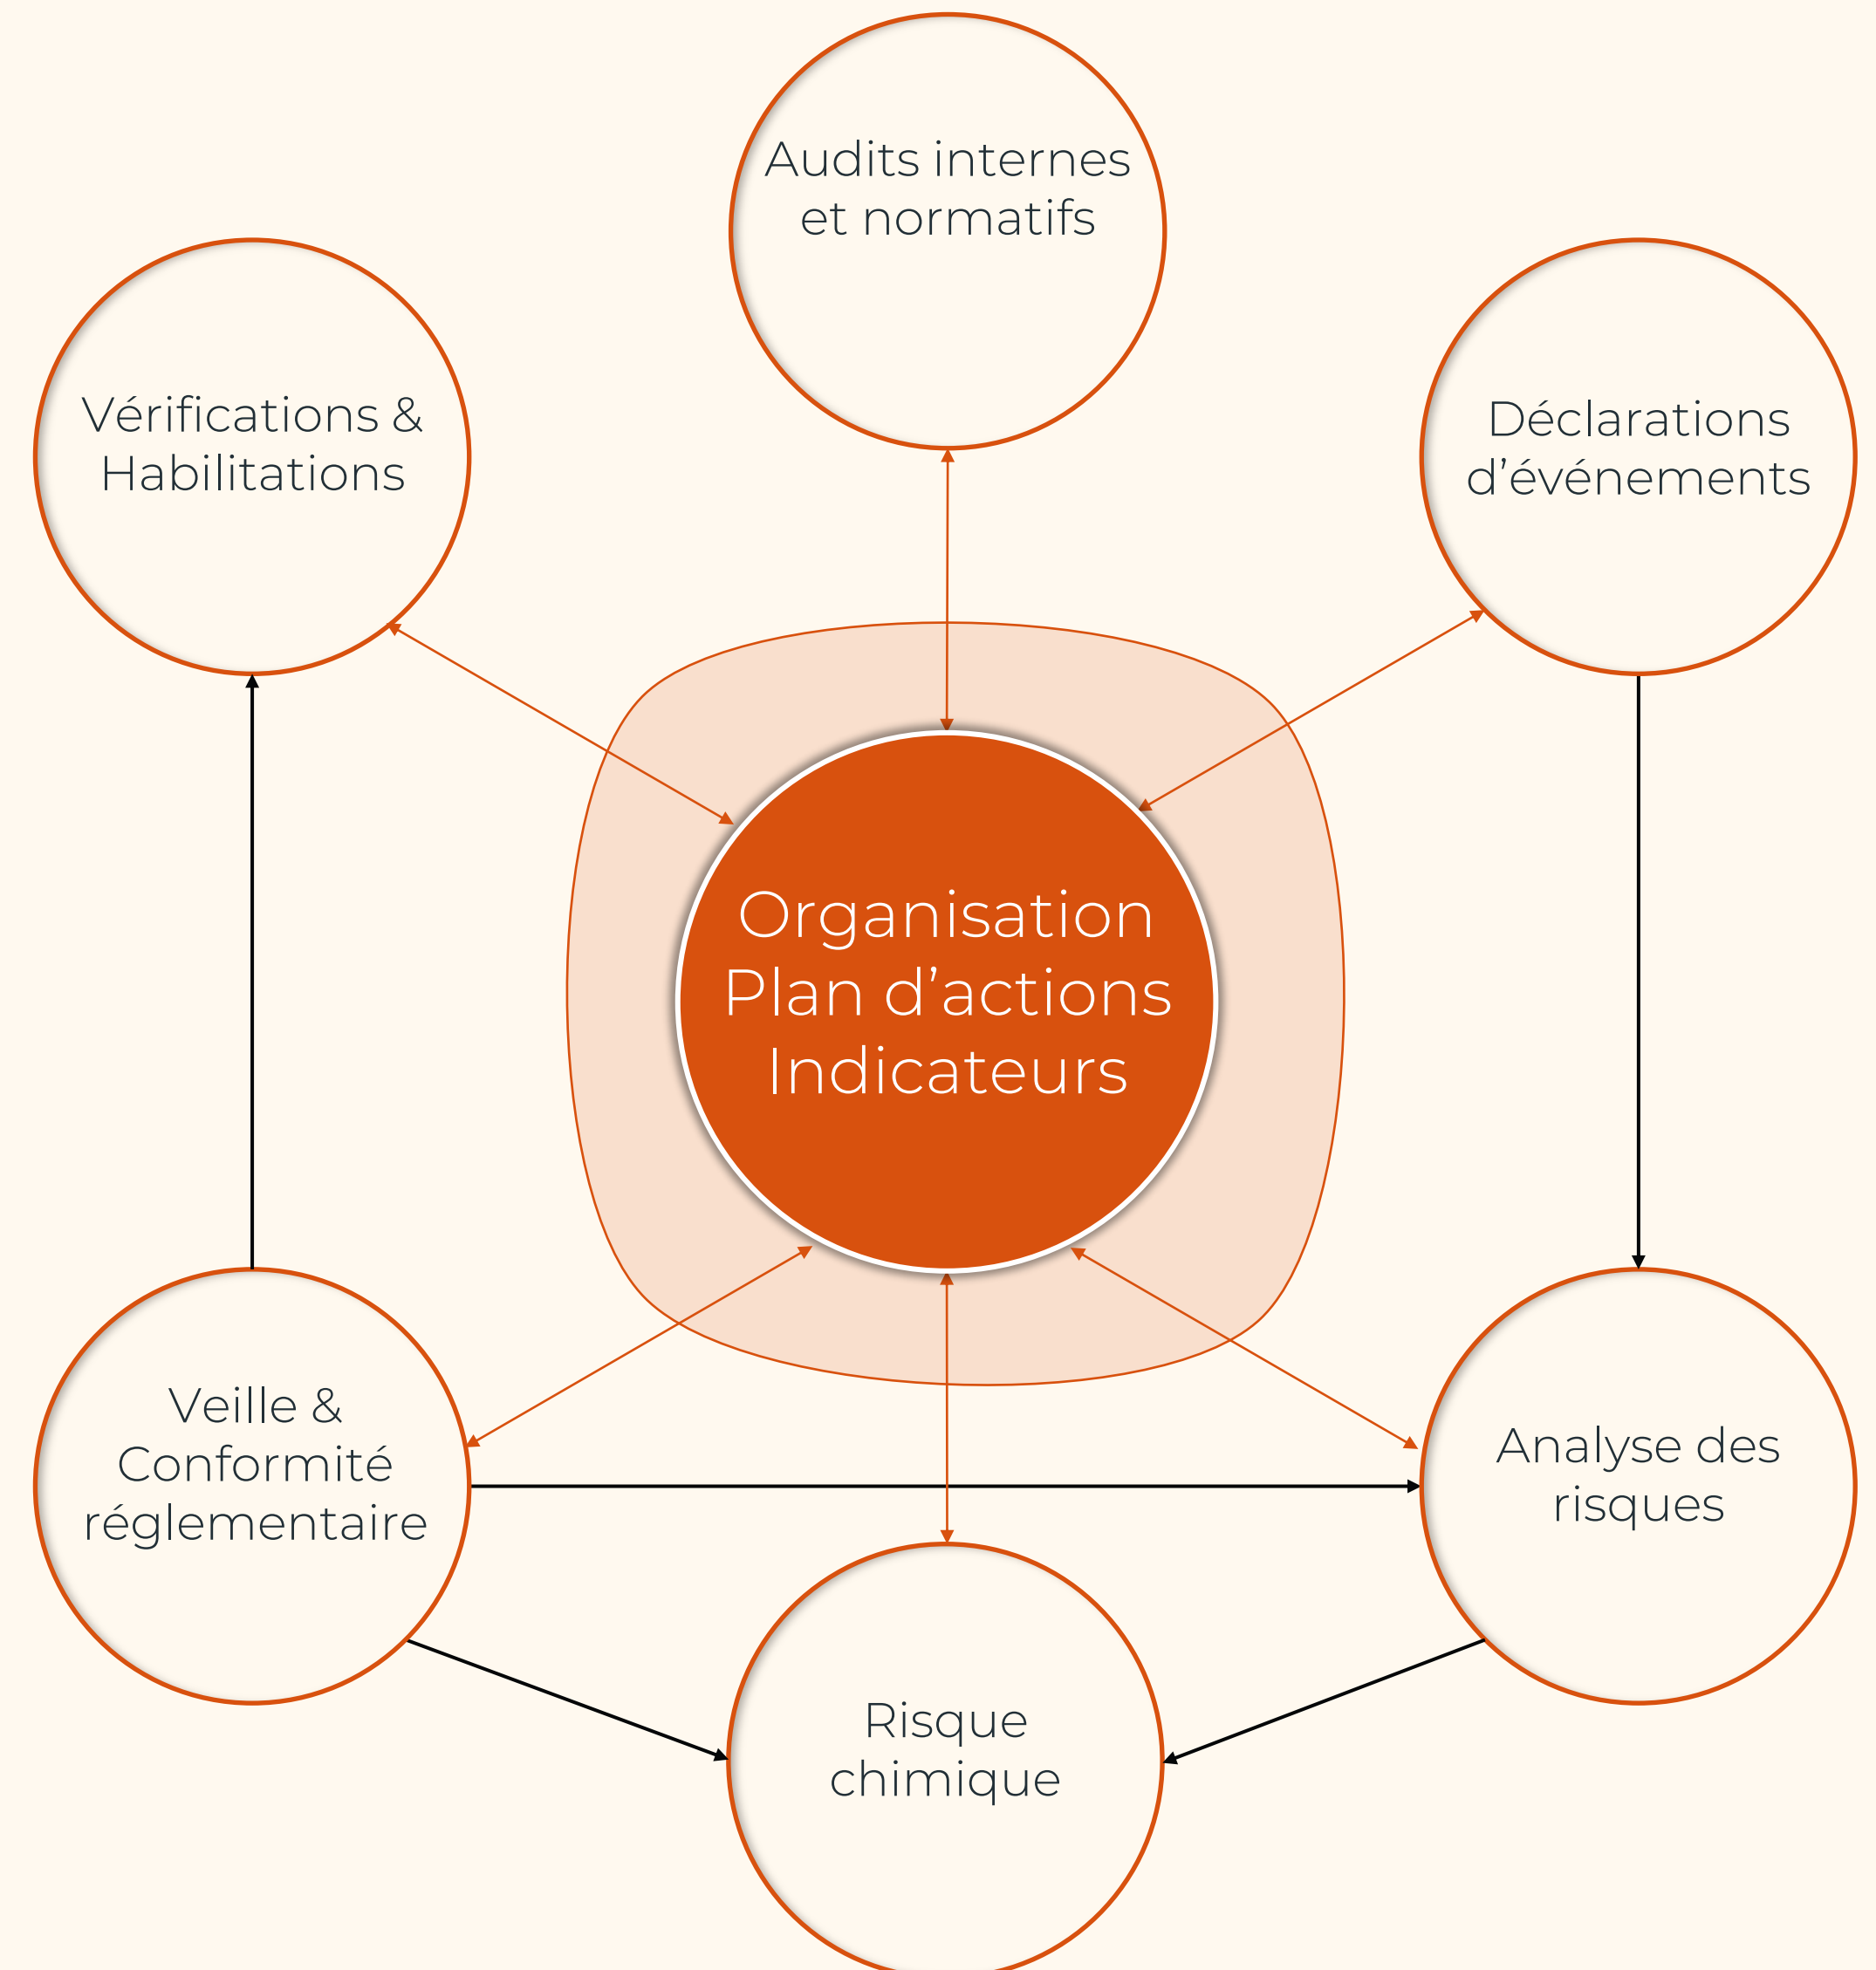 Audits internes
et normatifs
Vérifications &
Habilitations
Déclarations
d’événements
Organisation
Plan d’actions
Indicateurs
Veille &
Conformité
réglementaire
Analyse des
risques
Risque
chimique